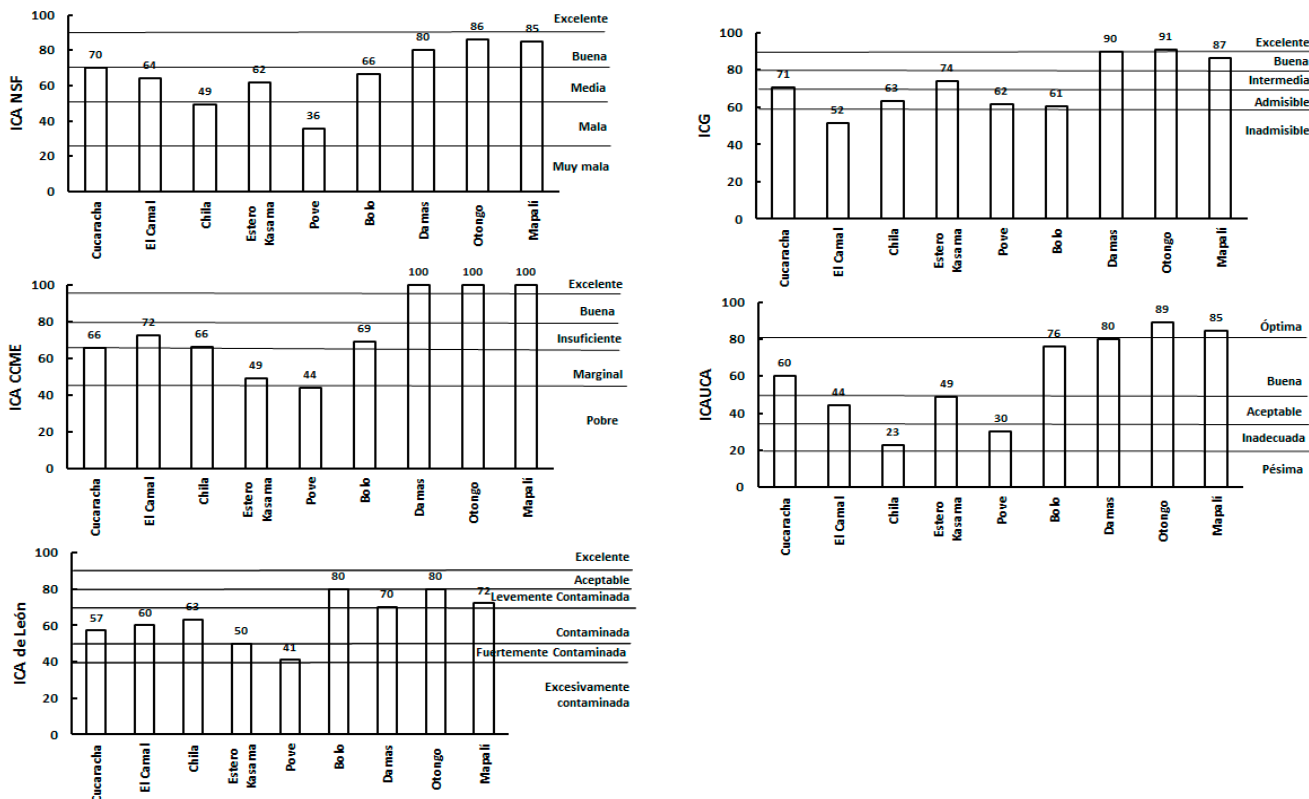 ICA NSF
100
80
60
40
20
0
70
64
49
62
36
66
80
86
85
Excelente
Buena
Media
Mala
Muy mala
Cucaracha
El Camal
Chila
Estero
Kasama
Pove
Bolo
Damas
Otongo
Mapalí
ICG
100
80
60
40
20
0
71
52
63
74
62
61
90
91
87
Excelente
Buena
Intermedia
Admisible
Inadmisible
Cucaracha
El Camal
Chila
Estero
Kasama
Pove
Bolo
Damas
Otongo
Mapalí
ICA CCME
100
80
60
40
20
0
66
72
66
49
44
69
100
100
100
Excelente
Buena
Insuficiente
Marginal
Pobre
Cucaracha
El Camal
Chila
Estero
Kasama
Pove
Bolo
Damas
Otongo
Mapalí
ICAUCA
100
80
60
40
20
0
60
44
23
49
30
76
80
89
85
Óptima
Buena
Aceptable
Inadecuada
Pésima
Cucaracha
El Camal
Chila
Estero
Kasama
Pove
Bolo
Damas
Otongo
Mapalí
ICA de León
100
80
60
40
20
0
57
60
63
50
41
80
70
80
72
Excelente
Aceptable
Levemente Contaminada
Contaminada
Fuertemente Contaminada
Excesivamente
contaminada
Cucaracha
El Camal
Chila
Estero
Kasama
Pove
Bolo
Damas
Otongo
Mapalí